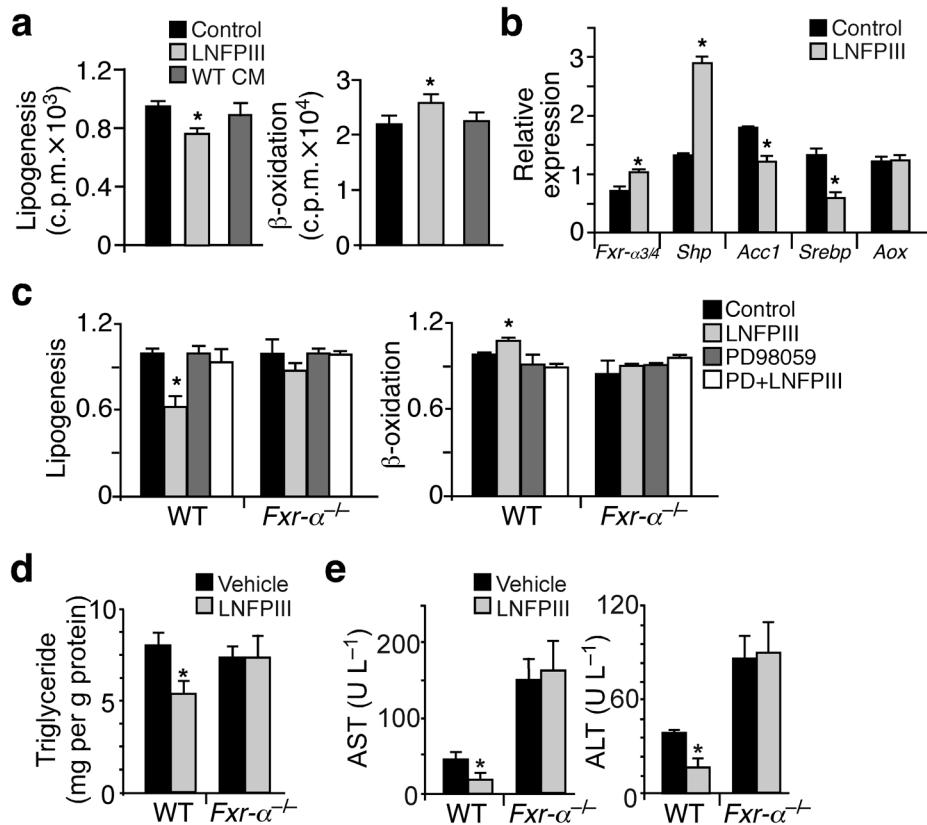 a
Control
LNFPIII
WT CM
Lipogenesis
(c.p.m. × 10³)
1.2
0.8
0.4
0
*
β-oxidation
(c.p.m. × 10⁴)
3
2
1
0
*
b
Control
LNFPIII
Relative
expression
3
2
1
0
*
*
*
*
Fxr-α3/4 Shp Acc1 Srebp Aox
c
Control
LNFPIII
PD98059
PD+LNFPIII
Lipogenesis
1.2
0.6
0
*
WT Fxr-α−/−
β-oxidation
1.2
0.6
0
*
WT Fxr-α−/−
d
Vehicle
LNFPIII
Triglyceride
(mg per g protein)
10
5
0
*
WT Fxr-α−/−
e
Vehicle
LNFPIII
AST (U L−1)
200
150
0
*
WT Fxr-α−/−
ALT (U L−1)
120
60
0
*
WT Fxr-α−/−